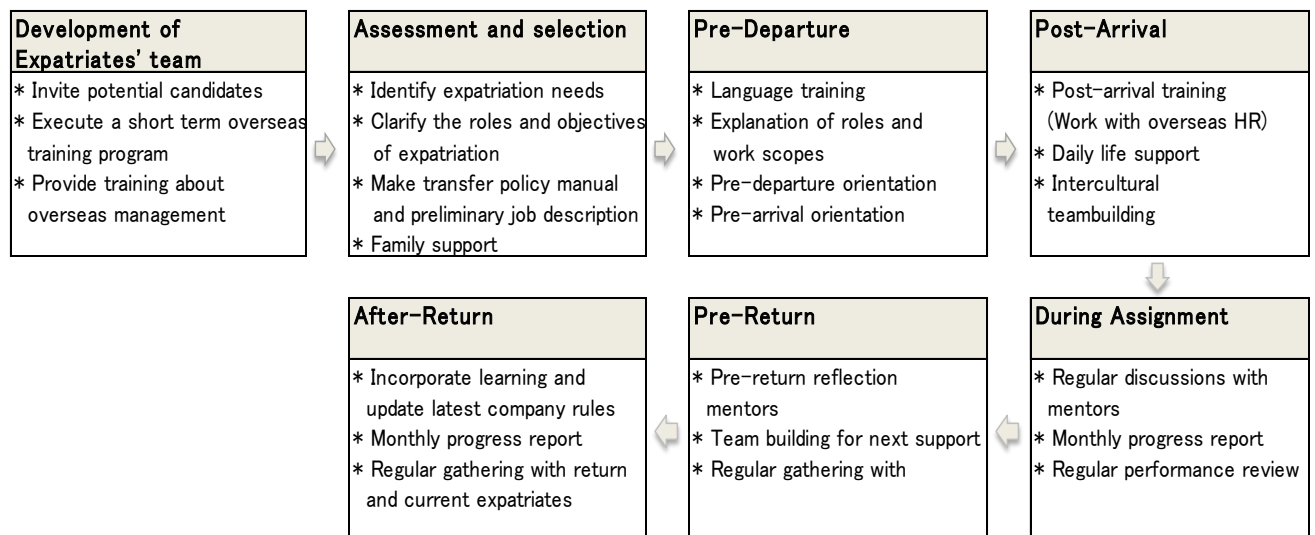 Development of
Expatriates' team
* Invite potential candidates
* Execute a short term overseas
training program
* Provide training about
overseas management
Assessment and selection
* Identify expatriation needs
* Clarify the roles and objectives
of expatriation
* Make transfer policy manual
and preliminary job description
* Family support
Pre-Departure
* Language training
* Explanation of roles and
work scopes
* Pre-departure orientation
* Pre-arrival orientation
Post-Arrival
* Post-arrival training
(Work with overseas HR)
* Daily life support
* Intercultural
teambuilding
During Assignment
* Regular discussions with
mentors
* Monthly progress report
* Regular performance review
Pre-Return
* Pre-return reflection
mentors
* Team building for next support
* Regular gathering with
After-Return
* Incorporate learning and
update latest company rules
* Monthly progress report
* Regular gathering with return
and current expatriates